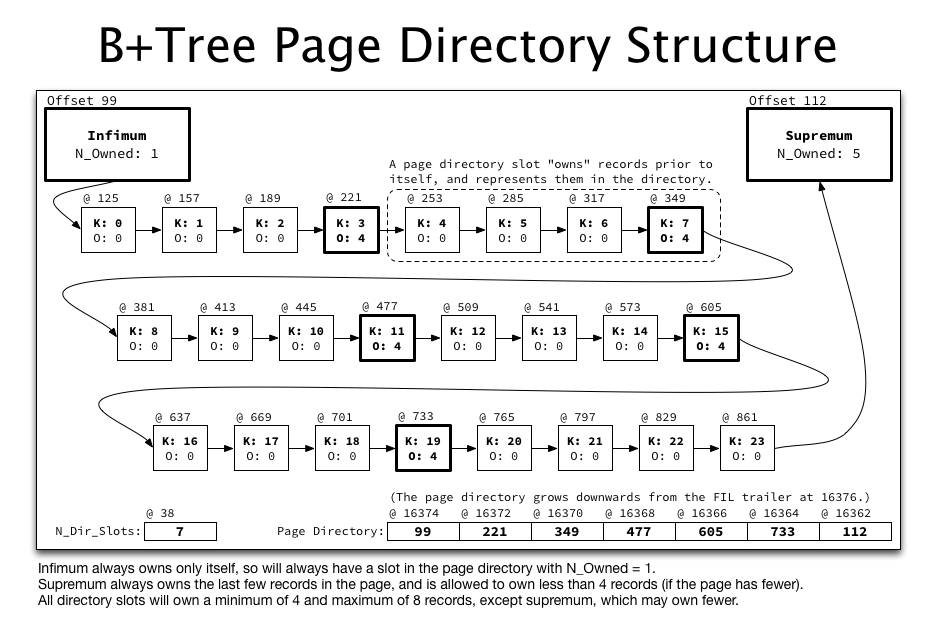 B+Tree Page Directory Structure
Offset 99
Offset 112
Infimum
N_Owned: 1
Supremum
N_Owned: 5
A page directory slot "owns" records prior to
itself, and represents them in the directory.
@ 125 @ 157 @ 189 @ 221 @ 253 @ 285 @ 317 @ 349
K: 0 K: 1 K: 2 K: 3 K: 4 K: 5 K: 6 K: 7
O: 0 O: 0 O: 0 O: 4 O: 0 O: 0 O: 0 O: 4
@ 381 @ 413 @ 445 @ 477 @ 509 @ 541 @ 573 @ 605
K: 8 K: 9 K: 10 K: 11 K: 12 K: 13 K: 14 K: 15
O: 0 O: 0 O: 0 O: 4 O: 0 O: 0 O: 0 O: 4
@ 637 @ 669 @ 701 @ 733 @ 765 @ 797 @ 829 @ 861
K: 16 K: 17 K: 18 K: 19 K: 20 K: 21 K: 22 K: 23
O: 0 O: 0 O: 0 O: 4 O: 0 O: 0 O: 0 O: 0
(The page directory grows downwards from the FIL trailer at 16376.)
@ 38 @ 16374 @ 16372 @ 16370 @ 16368 @ 16366 @ 16364 @ 16362
N_Dir_Slots: 7 Page Directory: 99 221 349 477 605 733 112
Infimum always owns only itself, so will always have a slot in the page directory with N_Owned = 1.
Supremum always owns the last few records in the page, and is allowed to own less than 4 records (if the page has fewer).
All directory slots will own a minimum of 4 and maximum of 8 records, except supremum, which may own fewer.